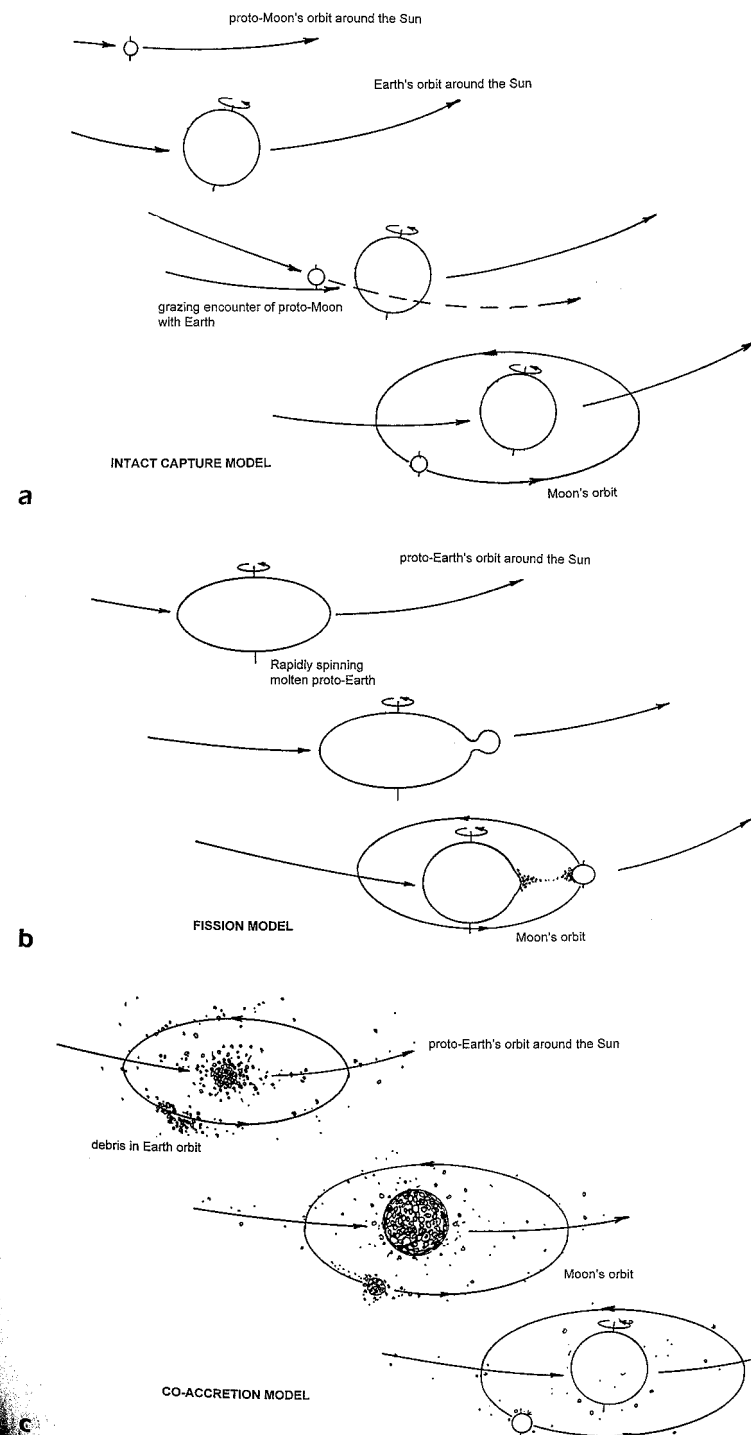 proto-Moon's orbit around the Sun
Earth's orbit around the Sun
grazing encounter of proto-Moon
with Earth
INTACT CAPTURE MODEL
a
Moon's orbit
proto-Earth's orbit around the Sun
Rapidly spinning
molten proto-Earth
FISSION MODEL
b
Moon's orbit
proto-Earth's orbit around the Sun
debris in Earth orbit
Moon's orbit
CO-ACCRETION MODEL
c